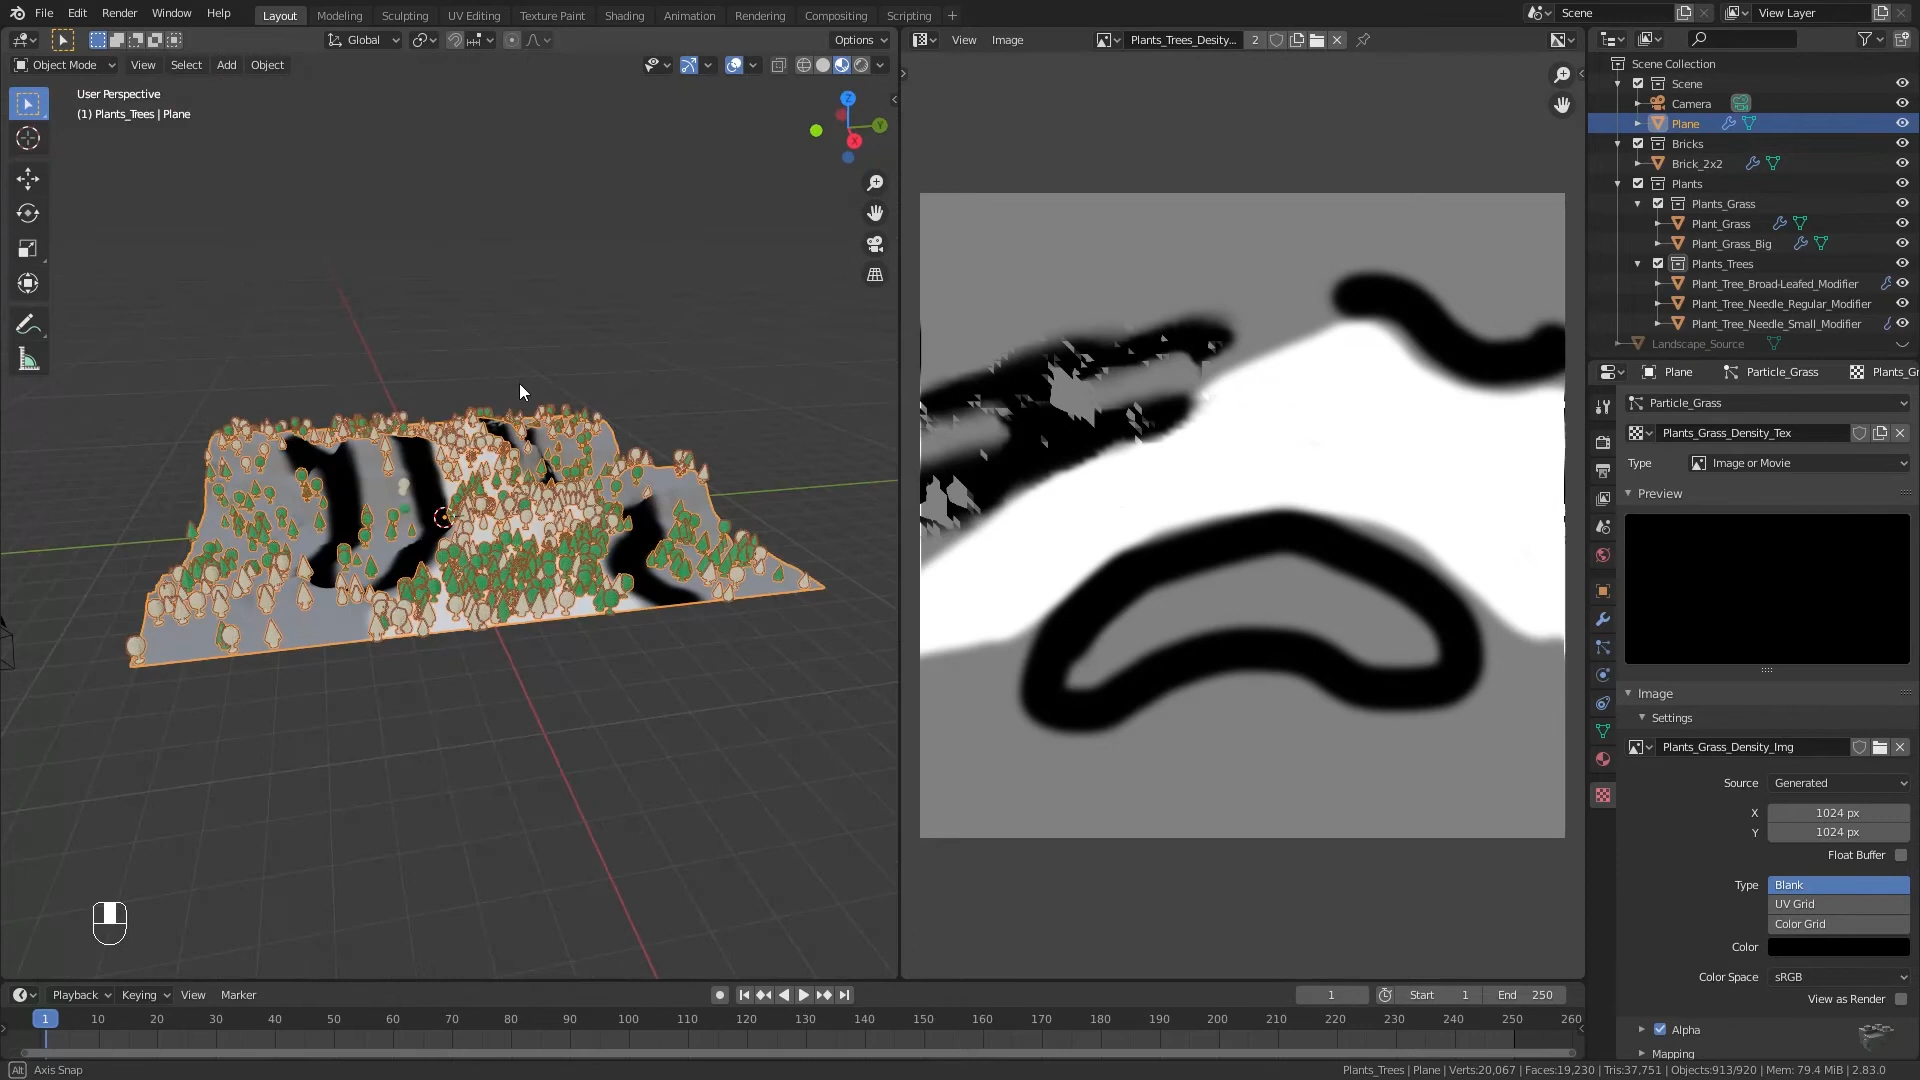 File Edit Render Window Help Layout Modeling Sculpting UV Editing Texture Paint Shading Animation Rendering Compositing Scripting + Scene View Layer
Global Options View Image Plants_Trees_Desity... 2
Object Mode View Select Add Object
User Perspective
(1) Plants_Trees | Plane
Z
Y
X
Scene Collection
Scene
Camera
Plane
Bricks
Brick_2x2
Plants
Plants_Grass
Plant_Grass
Plant_Grass_Big
Plants_Trees
Plant_Tree_Broad-Leafed_Modifier
Plant_Tree_Needle_Regular_Modifier
Plant_Tree_Needle_Small_Modifier
Landscape_Source
Plane Particle_Grass Plants_Gr
Particle_Grass
Plants_Grass_Density_Tex
Type Image or Movie
Preview
Image
Settings
Plants_Grass_Density_Img
Source Generated
X 1024 px
Y 1024 px
Float Buffer
Type Blank
UV Grid
Color Grid
Color
Color Space sRGB
View as Render
Alpha
Mapping
Playback Keying View Marker 1 Start 1 End 250
1 10 20 30 40 50 60 70 80 90 100 110 120 130 140 150 160 170 180 190 200 210 220 230 240 250 260
Alt Axis Snap Plants_Trees | Plane | Verts:20,067 | Faces:19,230 | Tris:37,751 | Objects:913/920 | Mem: 79.4 MiB | 2.83.0